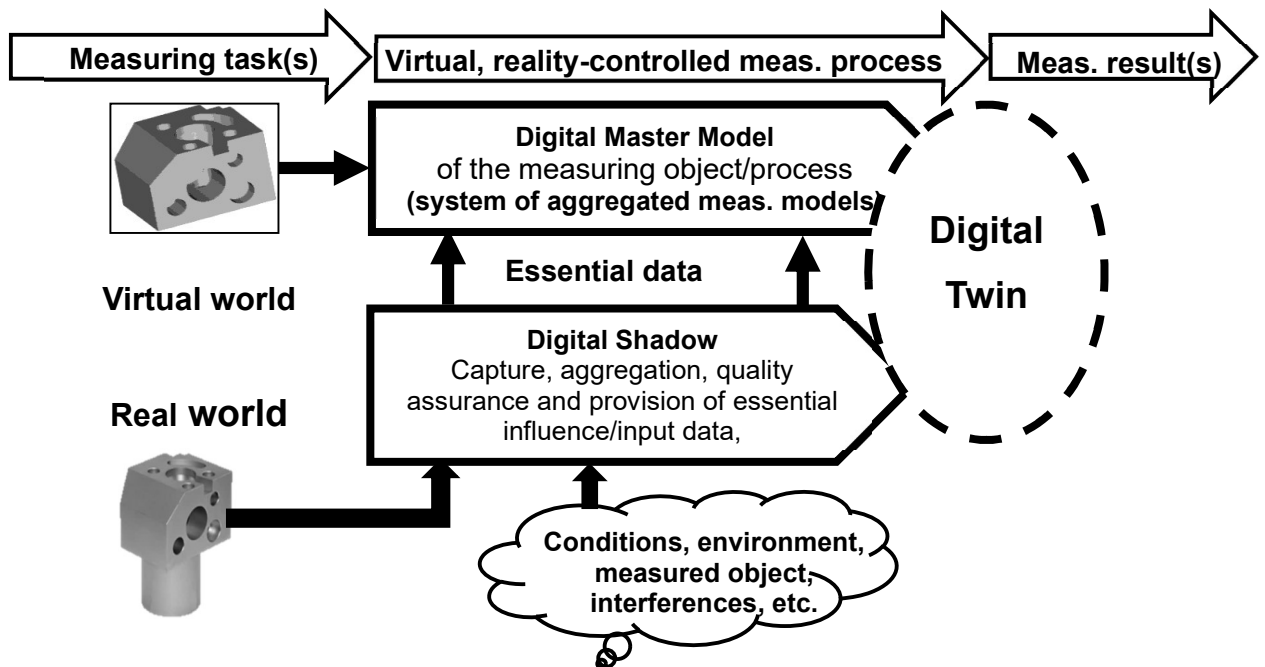 Measuring task(s)
Virtual, reality-controlled meas. process
Meas. result(s)
Digital Master Model
of the measuring object/process
(system of aggregated meas. models)
Digital
Twin
Essential data
Virtual world
Digital Shadow
Capture, aggregation, quality
assurance and provision of essential
influence/input data,
Real world
Conditions, environment,
measured object,
interferences, etc.